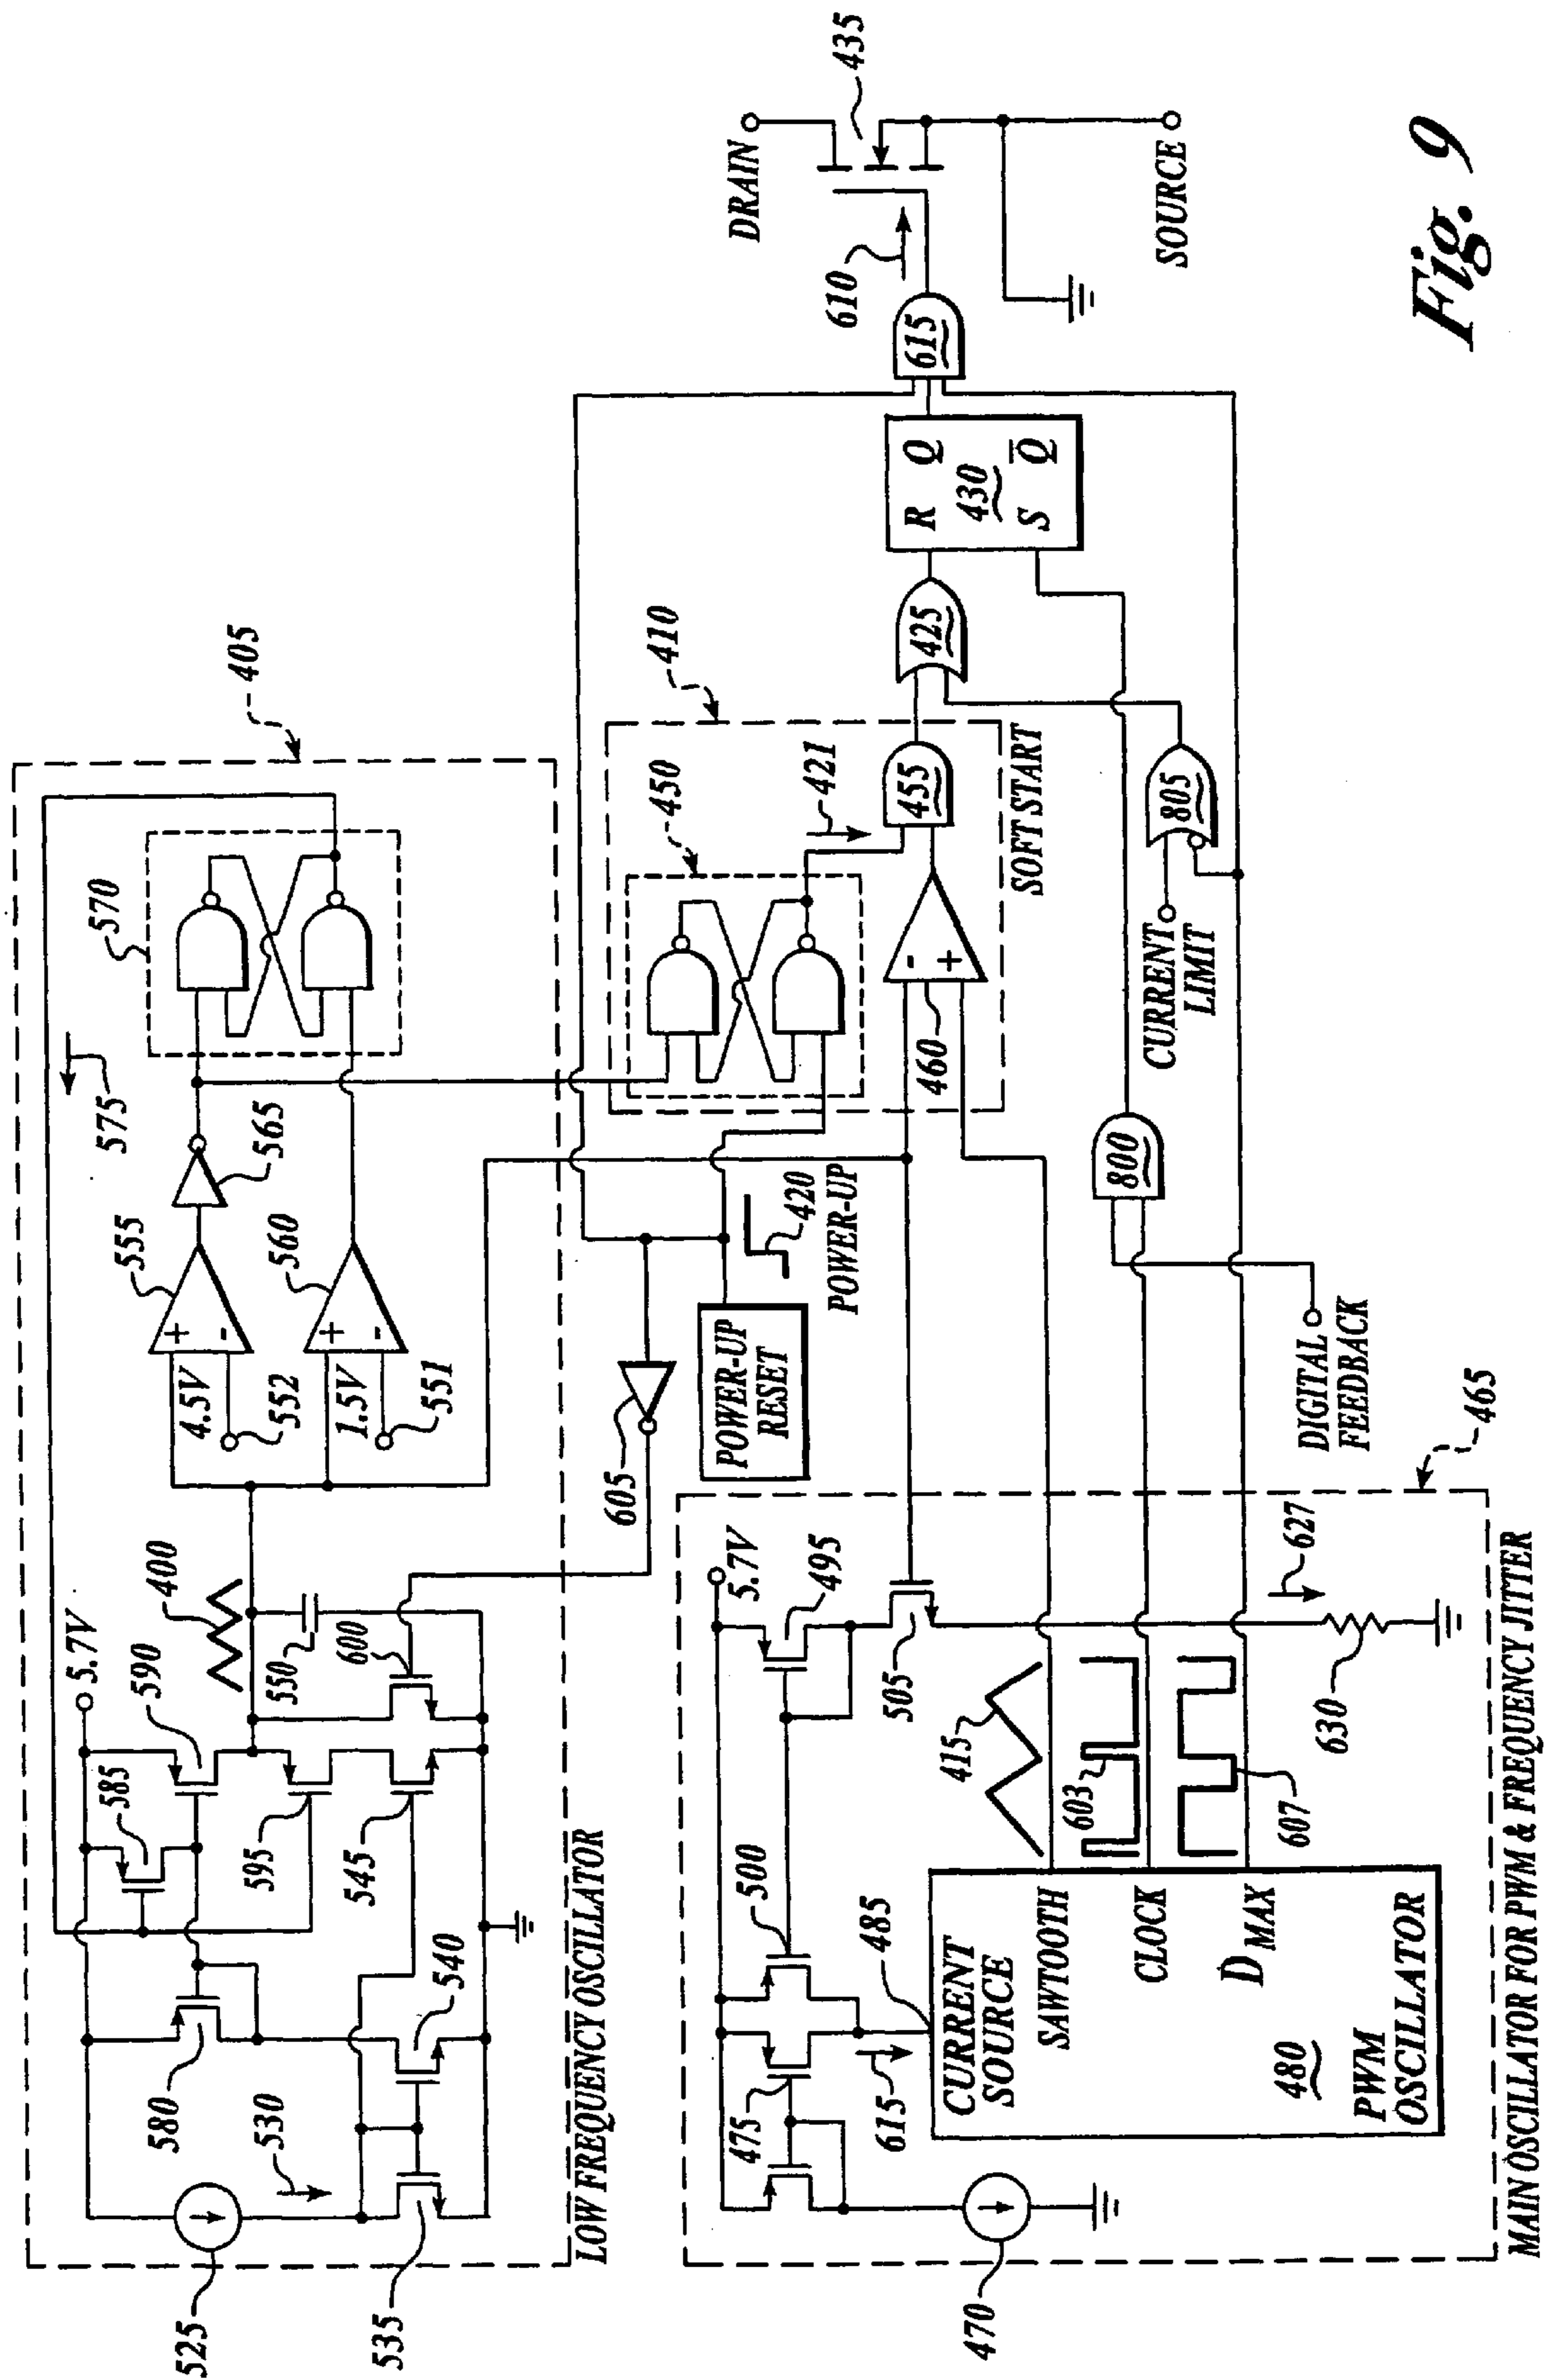 405
575
570
555
565
400
5.7V
590
585
4.5V
+
-
552
560
+
1.5V
-
551
580
530
595
550
600
525
545
540
535
LOW FREQUENCY OSCILLATOR
605
POWER-UP
RESET
420
POWER-UP
410
450
421
455
-
+
460
SOFT START
425
R Q
430
S Q
615
610
DRAIN
435
SOURCE
5.7V
495
500
505
475
615
485
470
CURRENT
SOURCE
SAWTOOTH
415
CLOCK
603
DMAX
607
480
PWM
OSCILLATOR
627
630
800
CURRENT
LIMIT
805
DIGITAL
FEEDBACK
465
MAIN OSCILLATOR FOR PWM & FREQUENCY JITTER
Fig. 9